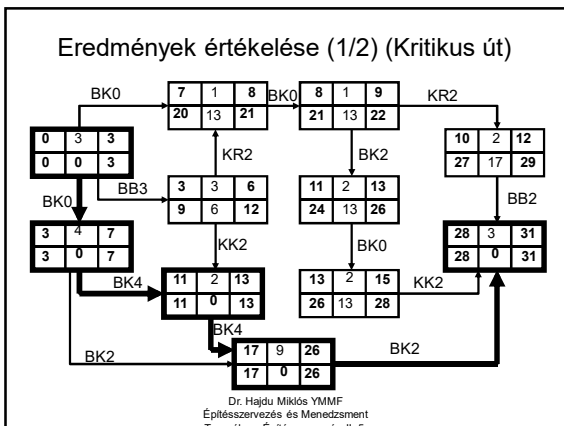 Eredmények értékelése (1/2) (Kritikus út)
BK0
7 1 8
20 13 21
BK0
8 1 9
21 13 22
KR2
0 3 3
0 0 3
KR2
BK2
10 2 12
27 17 29
BK0
BB3
3 3 6
9 6 12
11 2 13
24 13 26
BB2
3 4 7
3 0 7
KK2
BK0
28 3 31
28 0 31
BK4
11 2 13
11 0 13
13 2 15
26 13 28
KK2
BK4
BK2
17 9 26
17 0 26
BK2
Dr. Hajdu Miklós YMMF
Építésszervezés és Menedzsment